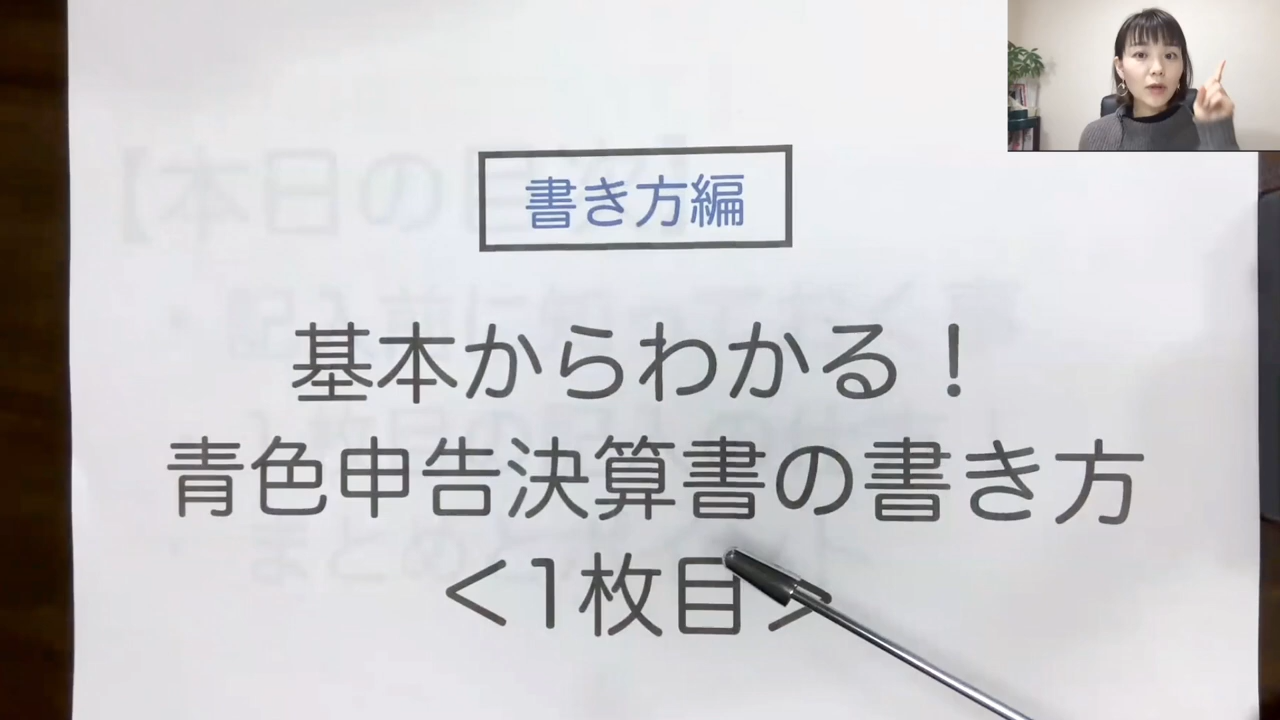 書き方編
基本からわかる！
青色申告決算書の書き方
<1枚目>